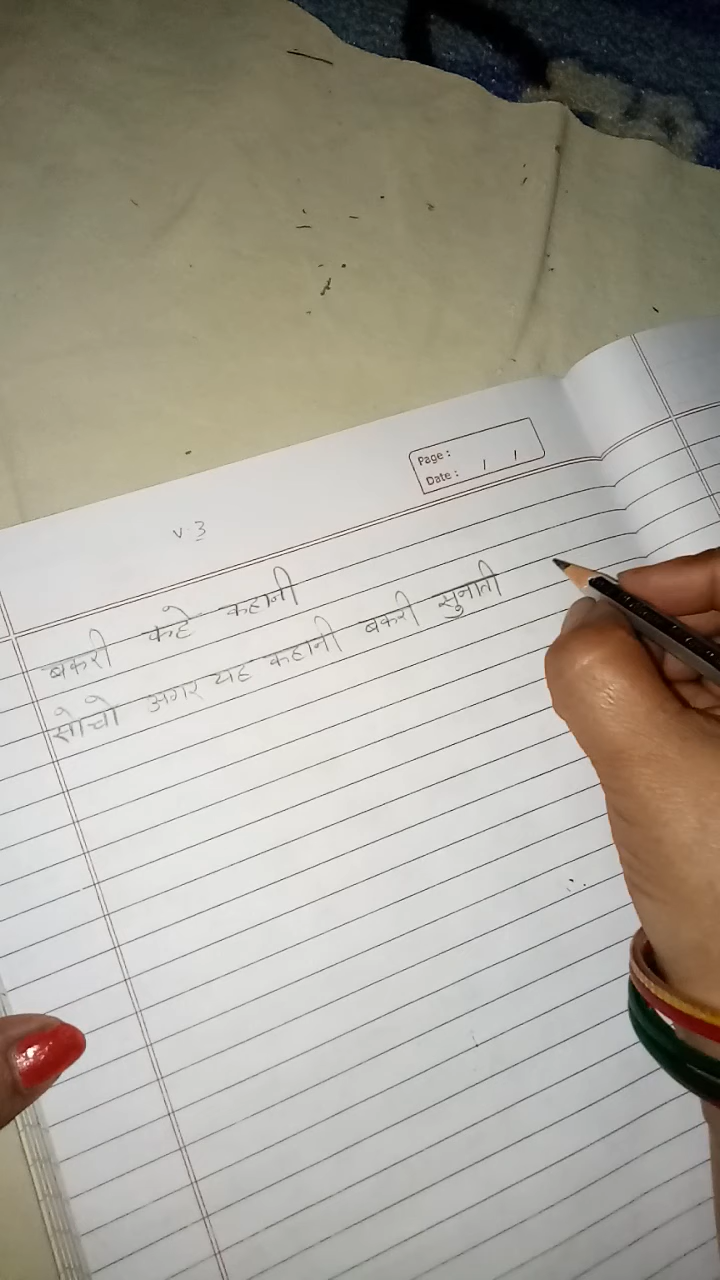 Page:
Date: / /
v.3
बकरी कहे कहानी
सोचो अगर यह कहानी बकरी सुनाती